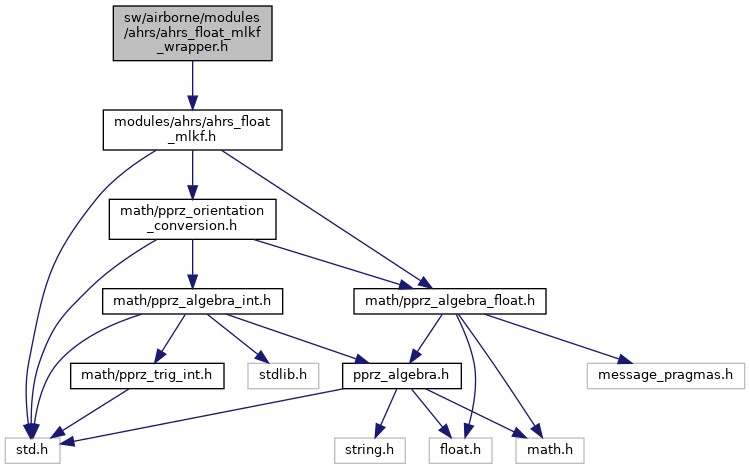 sw/airborne/modules
/ahrs/ahrs_float_mlkf
_wrapper.h
modules/ahrs/ahrs_float
_mlkf.h
math/pprz_orientation
_conversion.h
math/pprz_algebra_int.h
math/pprz_algebra_float.h
math/pprz_trig_int.h
stdlib.h
pprz_algebra.h
message_pragmas.h
std.h
string.h
float.h
math.h